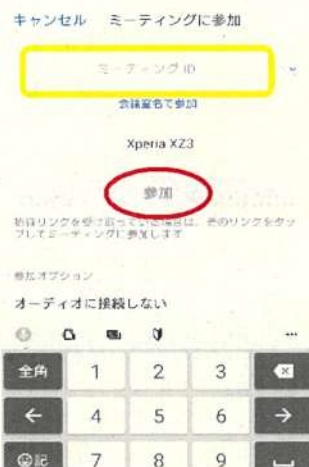 キャンセル ミーティングに参加
ミーティング ID
会議室名で参加
Xperia XZ3
参加
招待リンクを受け取っている場合は、そのリンクをタッ
プしてミーティングに参加します
参加オプション
オーディオに接続しない
全角 1 2 3
← 4 5 6 →
記 7 8 9